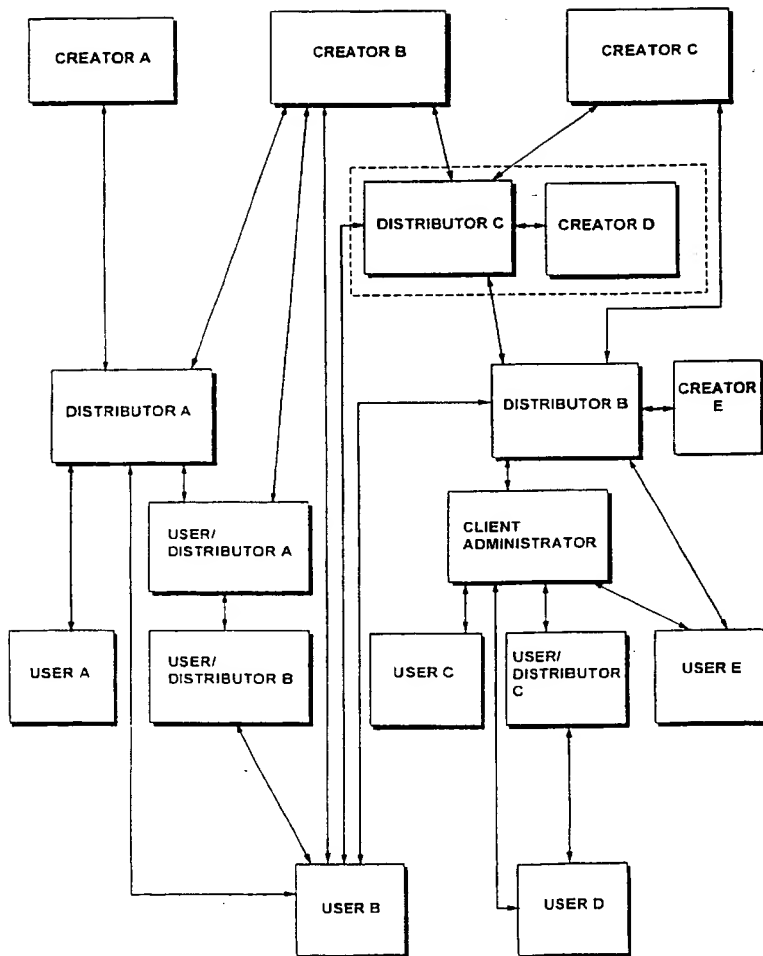 CREATOR A
CREATOR B
CREATOR C
DISTRIBUTOR C
CREATOR D
DISTRIBUTOR A
DISTRIBUTOR B
CREATOR
E
USER/
DISTRIBUTOR A
CLIENT
ADMINISTRATOR
USER A
USER/
DISTRIBUTOR B
USER C
USER/
DISTRIBUTOR
C
USER E
USER B
USER D